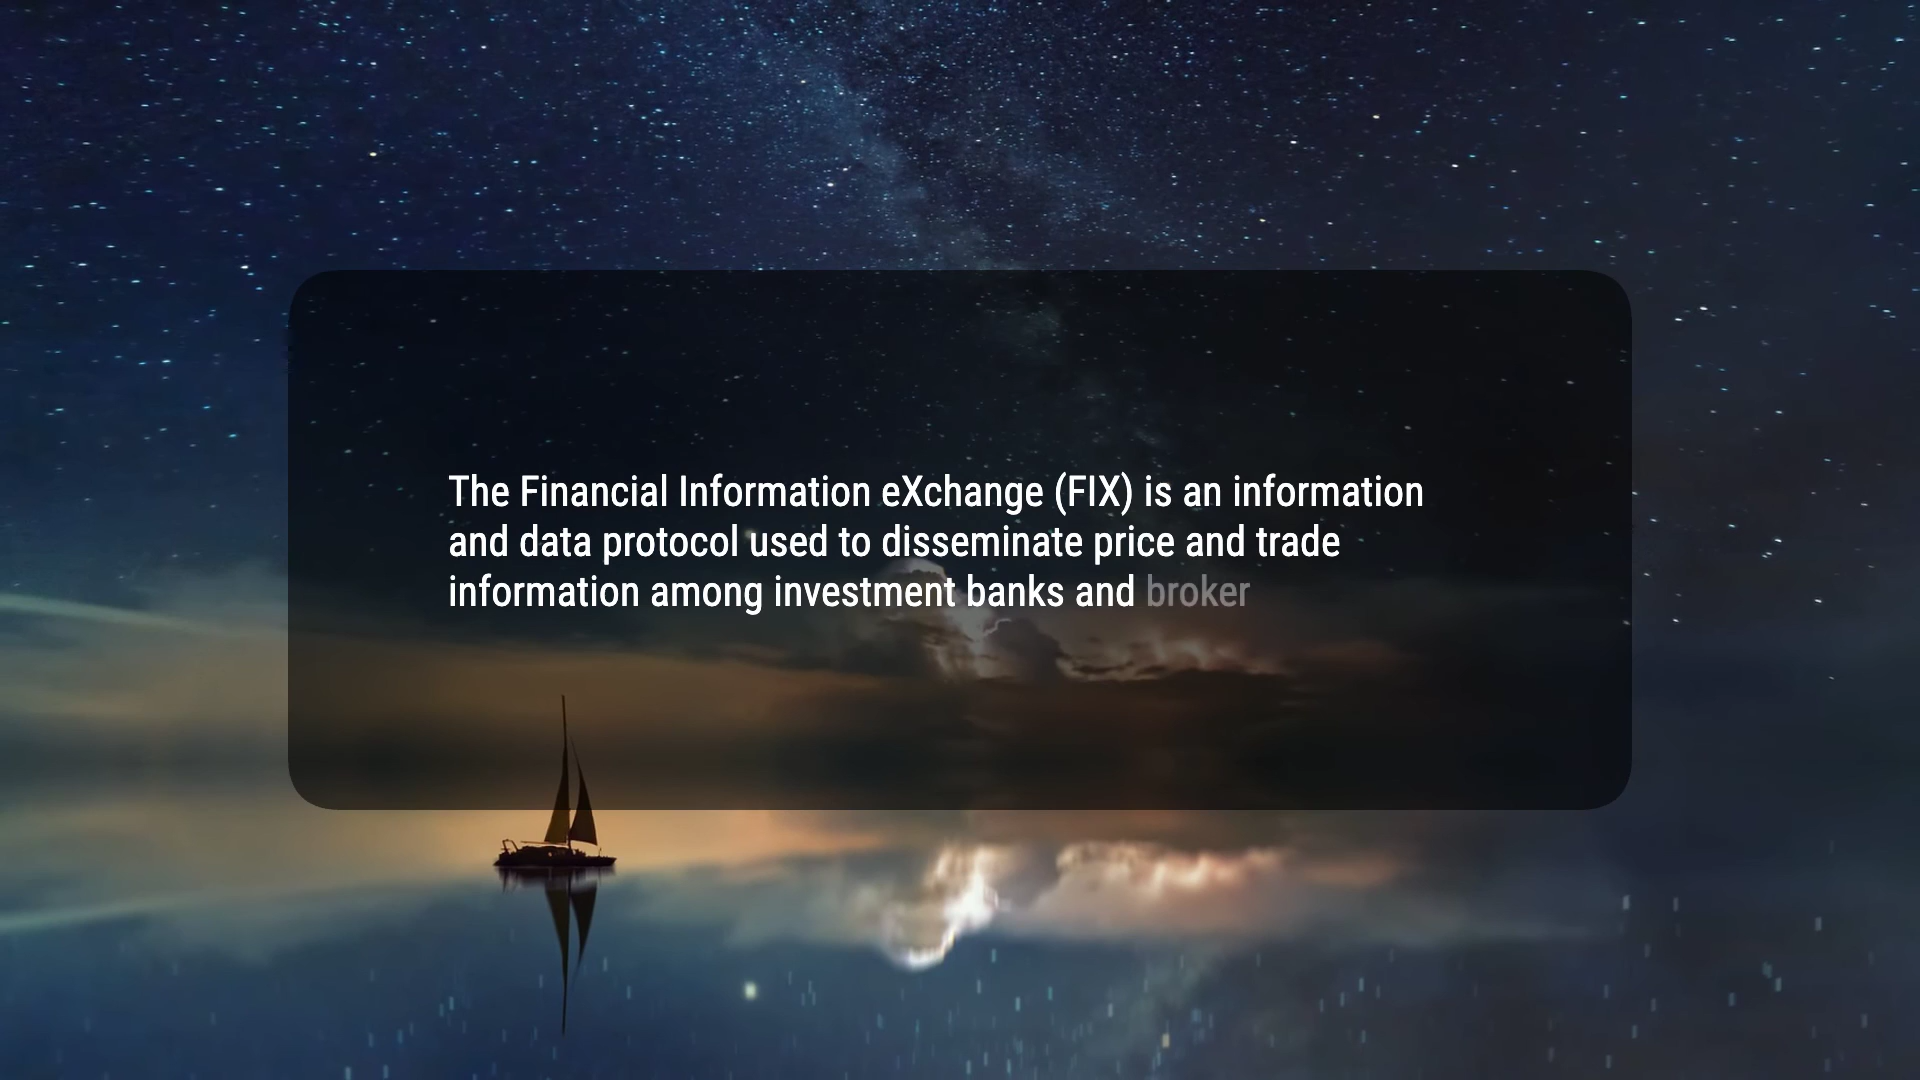 The Financial Information eXchange (FIX) is an information
and data protocol used to disseminate price and trade
information among investment banks and broker